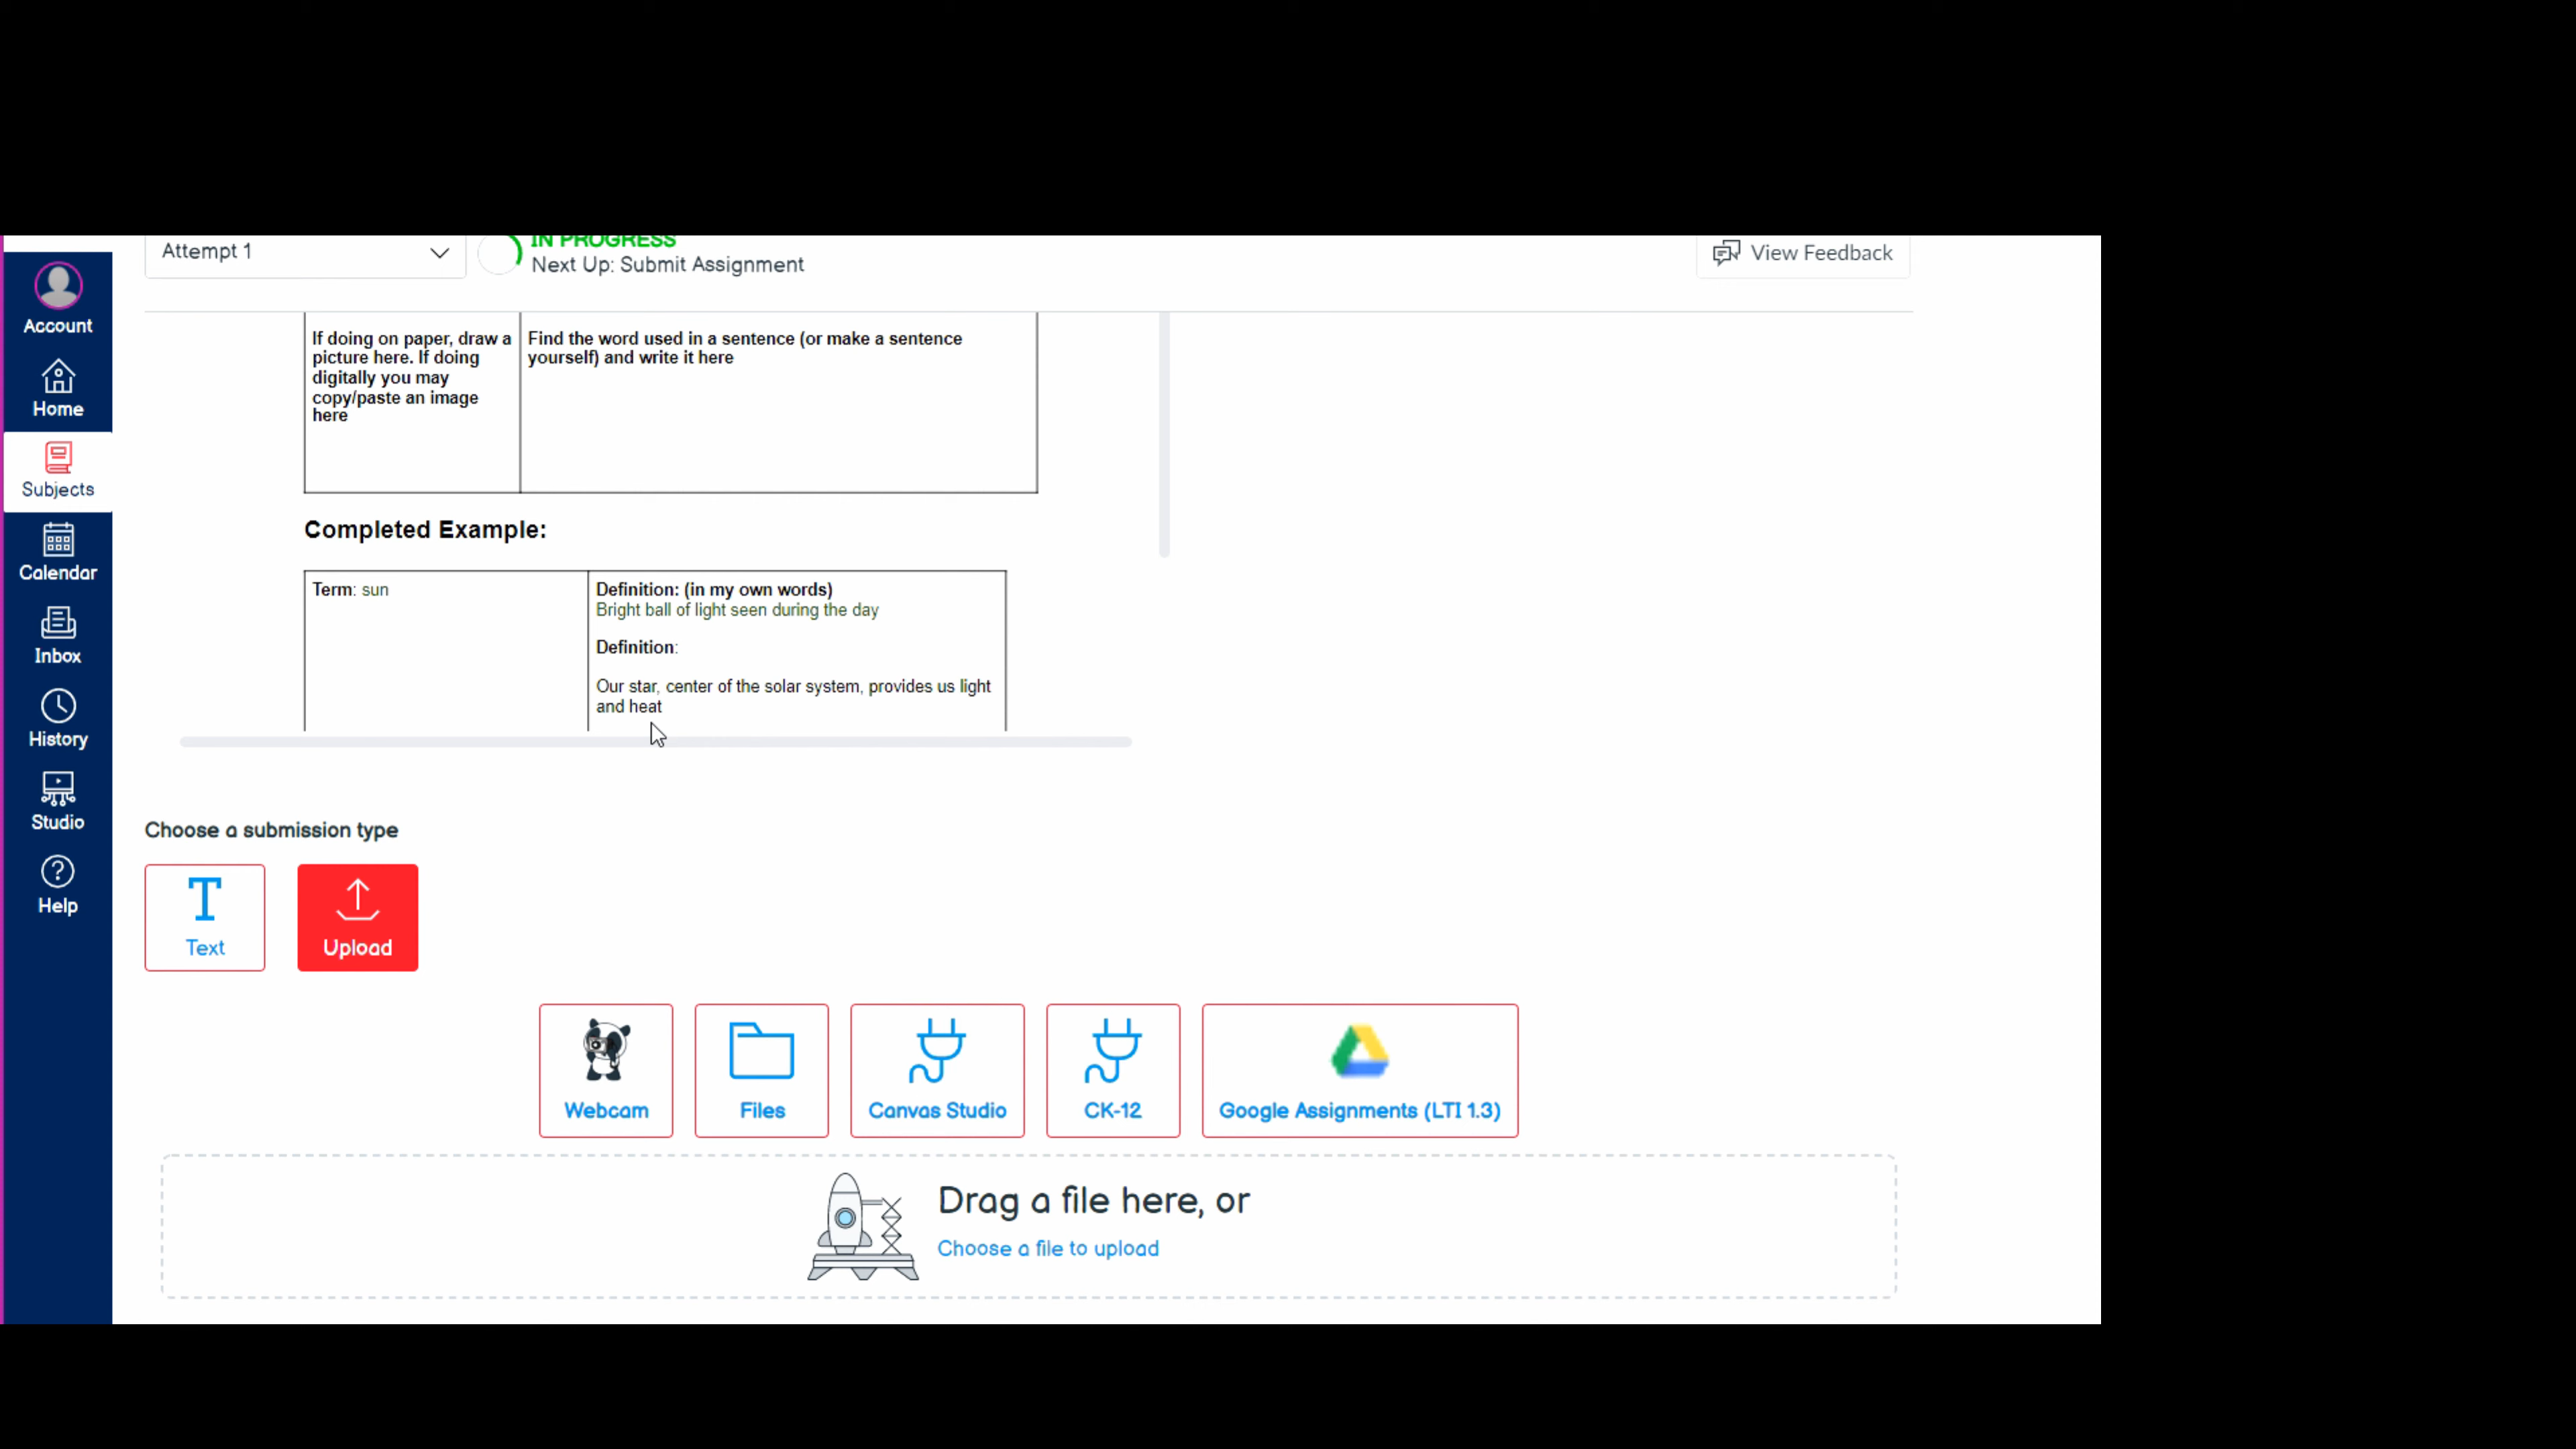 Attempt 1
IN PROGRESS
Next Up: Submit Assignment
View Feedback
Account
Home
Subjects
Calendar
Inbox
History
Studio
Help
If doing on paper, draw a
picture here. If doing
digitally you may
copy/paste an image
here
Find the word used in a sentence (or make a sentence
yourself) and write it here
Completed Example:
Term: sun
Definition: (in my own words)
Bright ball of light seen during the day
Definition:
Our star, center of the solar system, provides us light
and heat
Choose a submission type
T
Text
Upload
Webcam
Files
Canvas Studio
CK-12
Google Assignments (LTI 1.3)
Drag a file here, or
Choose a file to upload